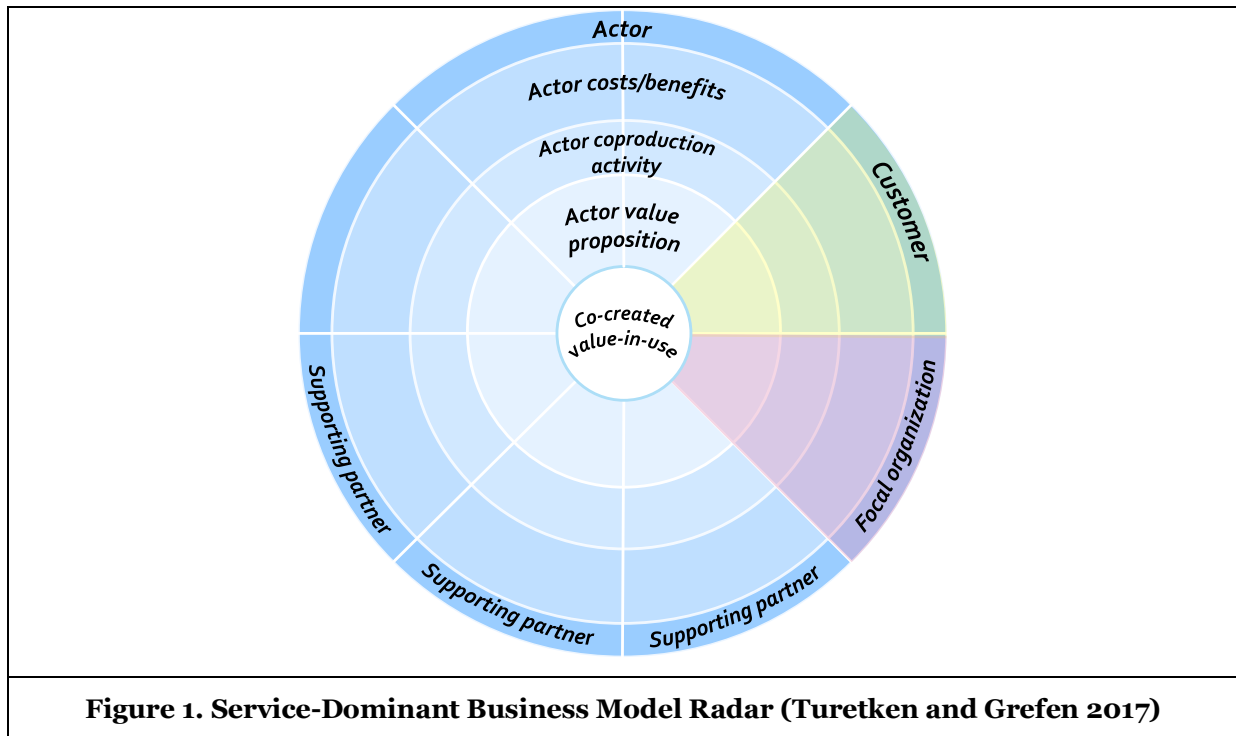 Actor
Actor costs/benefits
Actor coproduction
activity
Actor value
proposition
Customer
Co-created
value-in-use
Focal organization
Supporting partner
Supporting partner
Supporting partner
Figure 1. Service-Dominant Business Model Radar (Turetken and Grefen 2017)